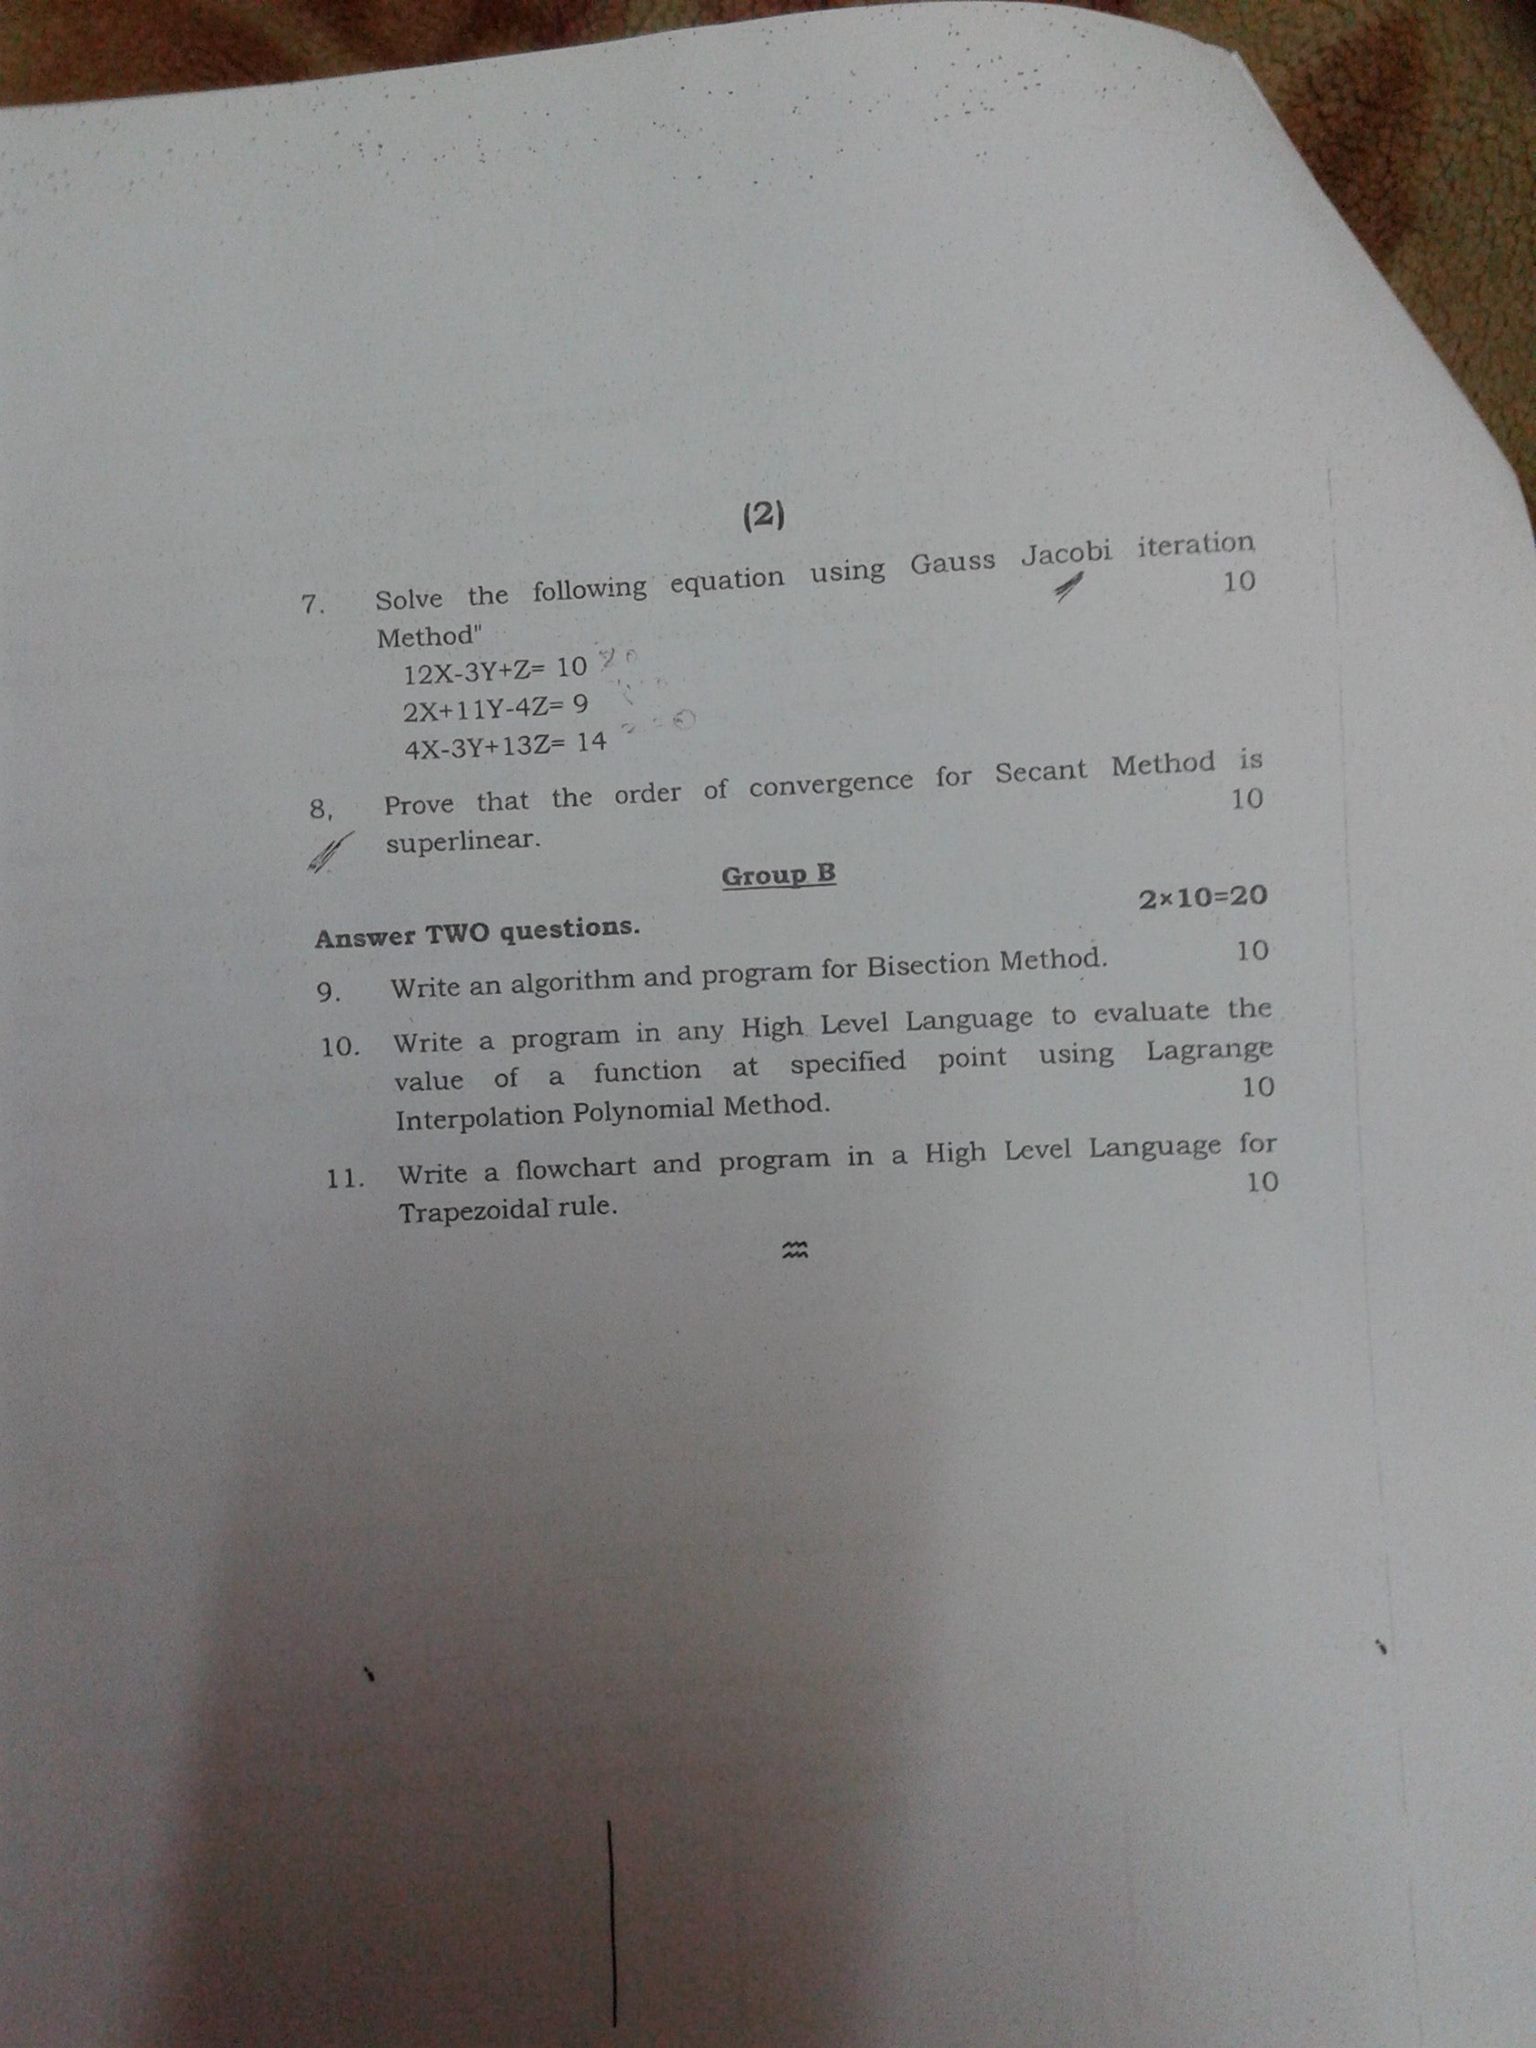 (2)
7. Solve the following equation using Gauss Jacobi iteration
Method" 10
12X-3Y+Z= 10
2X+11Y-4Z= 9
4X-3Y+13Z= 14
8, Prove that the order of convergence for Secant Method is
superlinear. 10
Group B
Answer TWO questions. 2×10=20
9. Write an algorithm and program for Bisection Method. 10
10. Write a program in any High Level Language to evaluate the
value of a function at specified point using Lagrange
Interpolation Polynomial Method. 10
11. Write a flowchart and program in a High Level Language for
Trapezoidal rule. 10